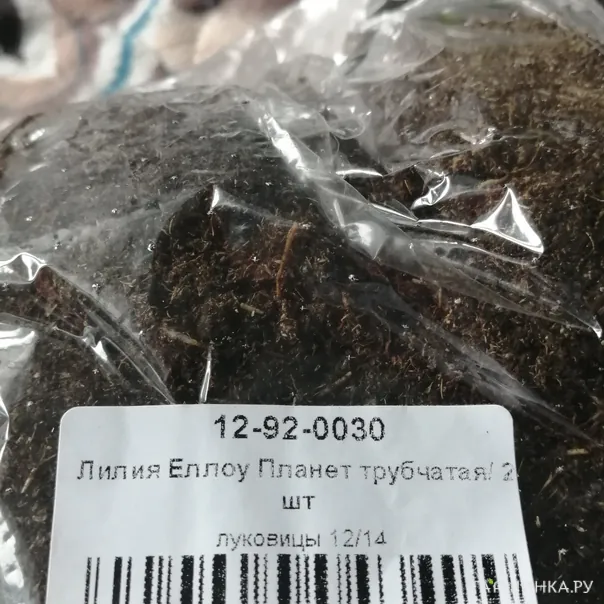 12-92-0030
Лилия Еллоу Планет трубчатая/ 2
шт
луковицы 12/14